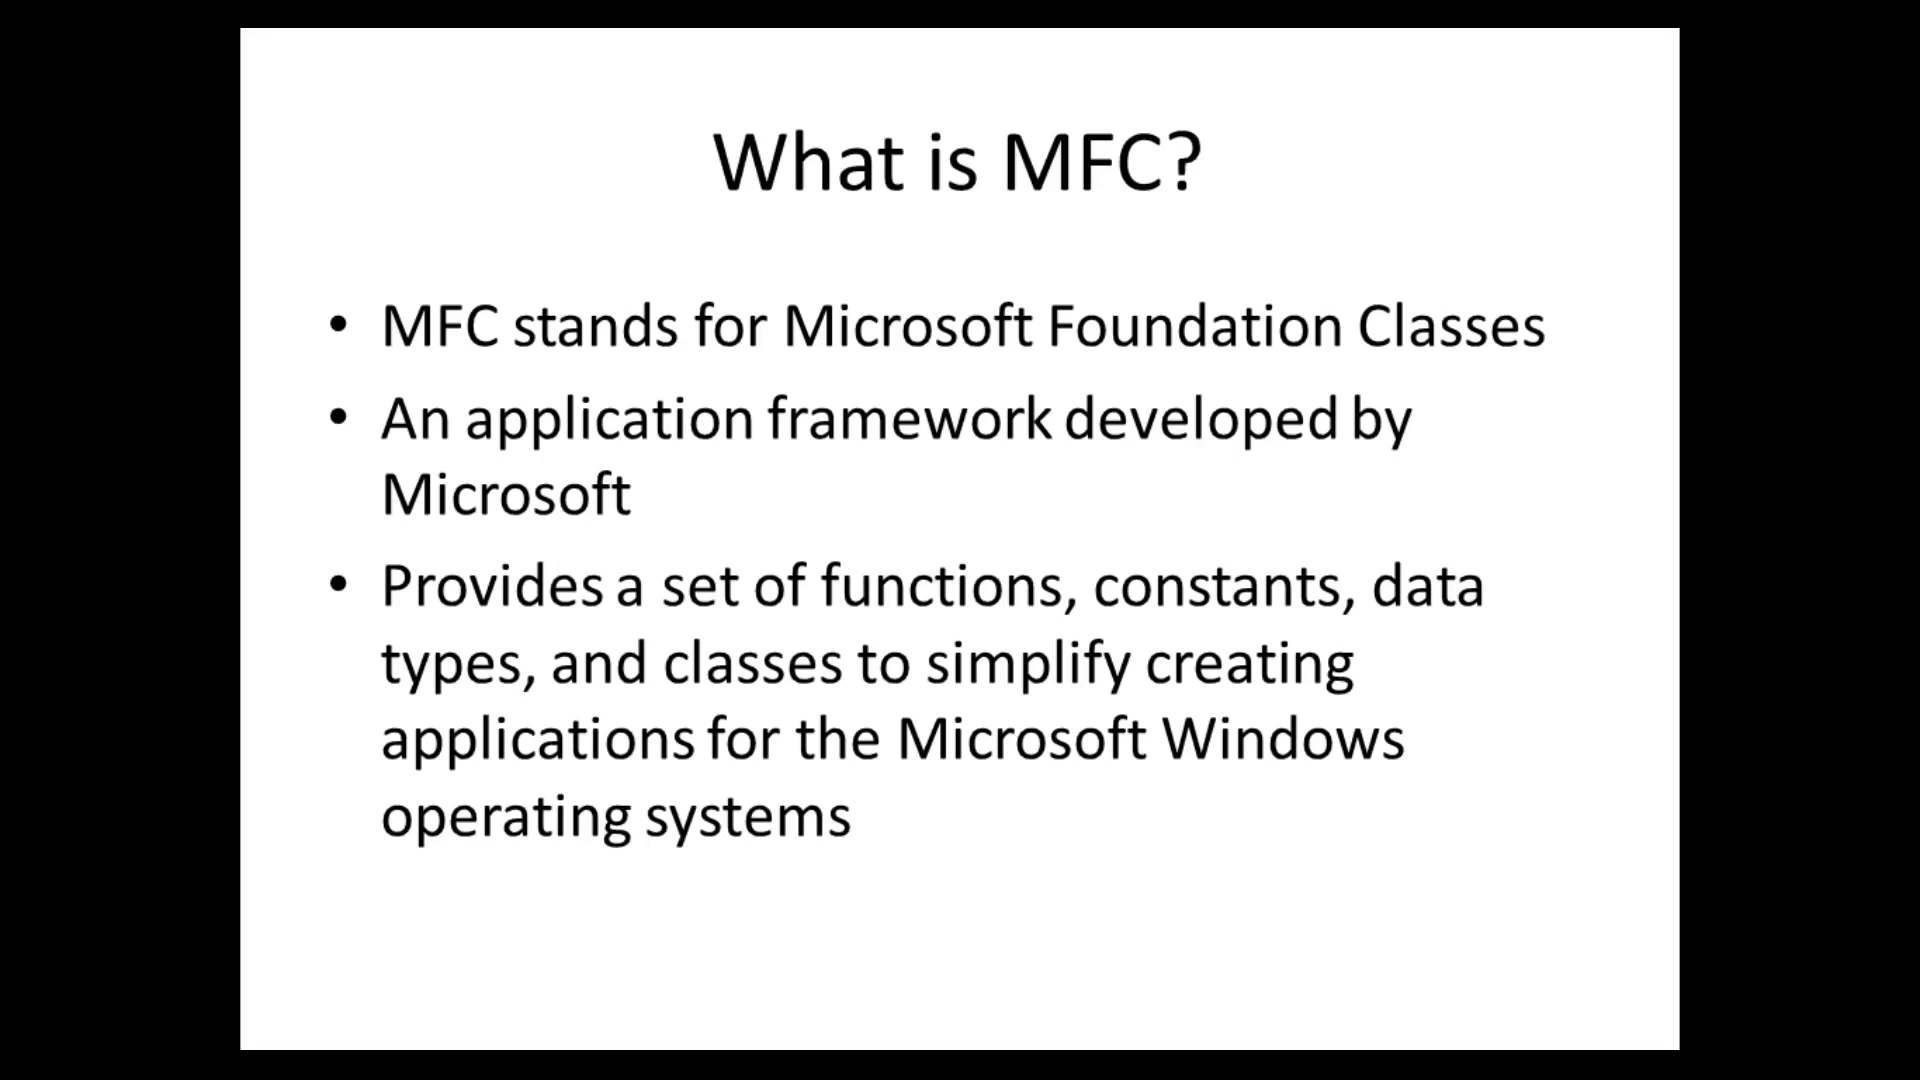 What is MFC?
• MFC stands for Microsoft Foundation Classes
• An application framework developed by
Microsoft
• Provides a set of functions, constants, data
types, and classes to simplify creating
applications for the Microsoft Windows
operating systems